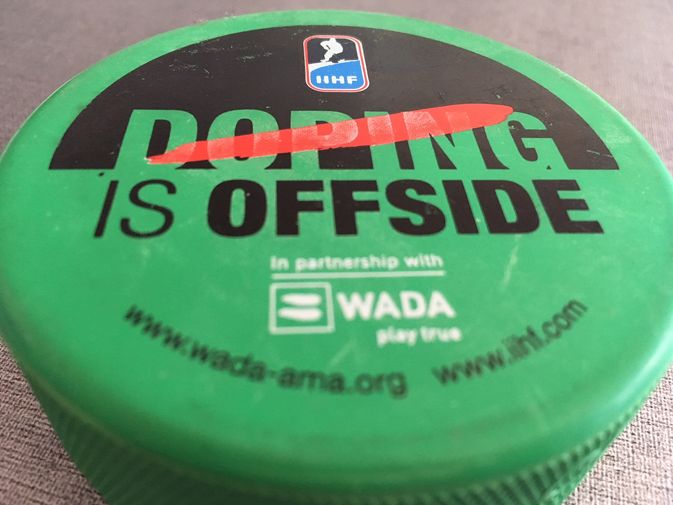 IIHF
DOPING
IS OFFSIDE
In partnership with
WADA
play true
www.wada-ama.org
www.iihf.com